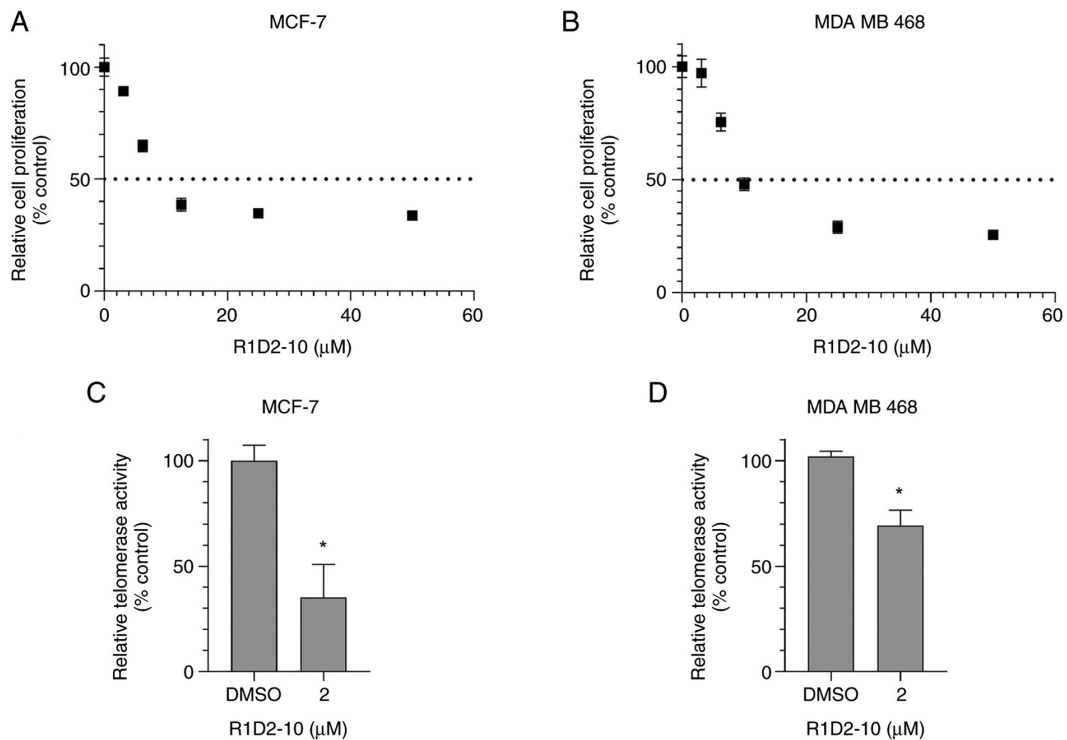 A
MCF-7
Relative cell proliferation
(% control)
100
50
0
0 20 40 60
R1D2-10 (μM)
B
MDA MB 468
Relative cell proliferation
(% control)
100
50
0
0 20 40 60
R1D2-10 (μM)
C
MCF-7
Relative telomerase activity
(% control)
100
50
0
*
DMSO 2
R1D2-10 (μM)
D
MDA MB 468
Relative telomerase activity
(% control)
100
50
0
*
DMSO 2
R1D2-10 (μM)